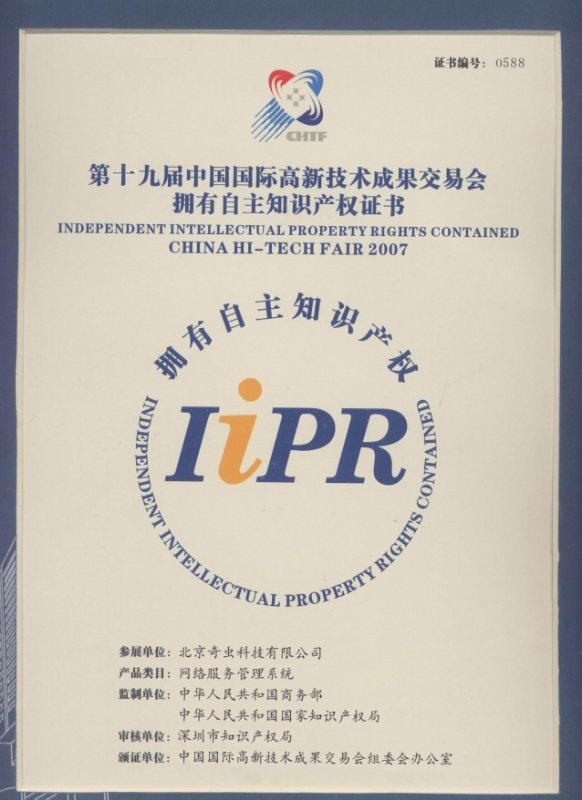 证书编号：0588
CHTF
第十九届中国国际高新技术成果交易会
拥有自主知识产权证书
INDEPENDENT INTELLECTUAL PROPERTY RIGHTS CONTAINED
CHINA HI-TECH FAIR 2007
拥有自主知识产权
IiPR
INDEPENDENT INTELLECTUAL PROPERTY RIGHTS CONTAINED
参展单位：北京奇虫科技有限公司
产品类目：网络服务管理系统
监制单位：中华人民共和国商务部
中华人民共和国国家知识产权局
审核单位：深圳市知识产权局
颁证单位：中国国际高新技术成果交易会组委会办公室